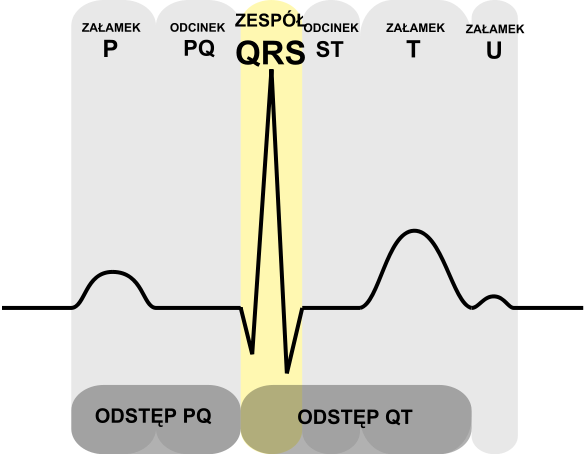 ZAŁAMEK
P
ODCINEK
PQ
ZESPÓŁ
QRS
ODCINEK
ST
ZAŁAMEK
T
ZAŁAMEK
U
ODSTĘP PQ
ODSTĘP QT